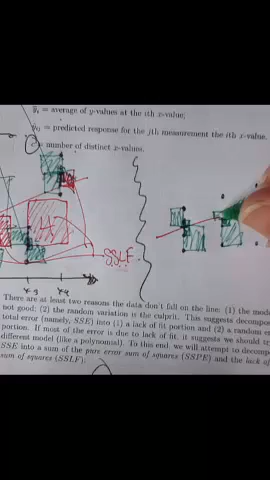 ȳᵢ = average of y-values at the ith x-value;
ŷᵢⱼ = predicted response for the jth measurement the ith x-value.
c = number of distinct x-values.
SSLF
x₃ x₄
There are at least two reasons the data don't fall on the line: (1) the mode
not good; (2) the random variation is the culprit. This suggests decompo
total error (namely, SSE) into (1) a lack of fit portion and (2) a random er
portion. If most of the error is due to lack of fit, it suggests we should tr
different model (like a polynomial). To this end, we will attempt to decomp
SSE into a sum of the pure error sum of squares (SSPE) and the lack of
sum of squares (SSLF).